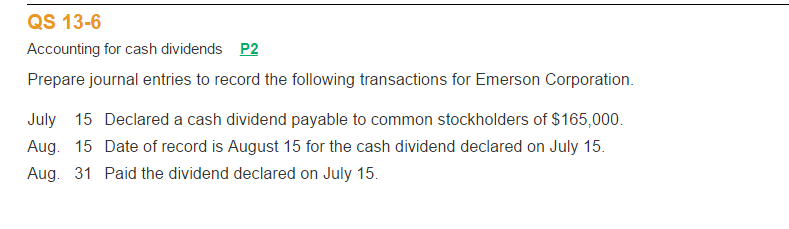 QS 13-6
Accounting for cash dividends P2
Prepare journal entries to record the following transactions for Emerson Corporation.
July 15 Declared a cash dividend payable to common stockholders of $165,000.
Aug. 15 Date of record is August 15 for the cash dividend declared on July 15.
Aug. 31 Paid the dividend declared on July 15.